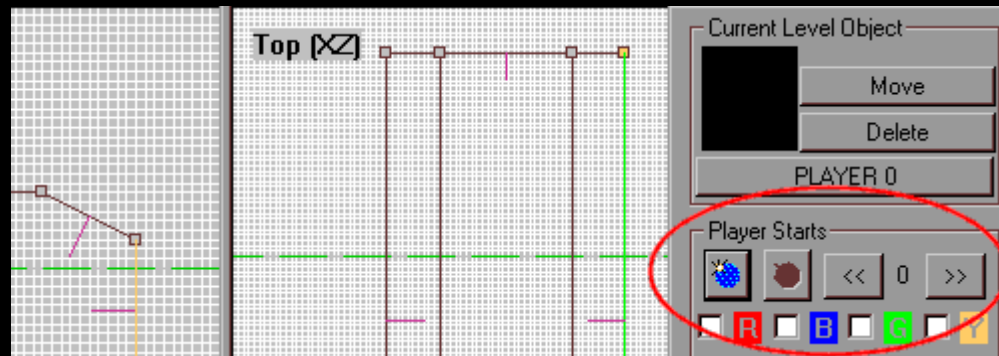 Top (XZ)
Current Level Object
Move
Delete
PLAYER 0
Player Starts
<< 0 >>
R B G Y